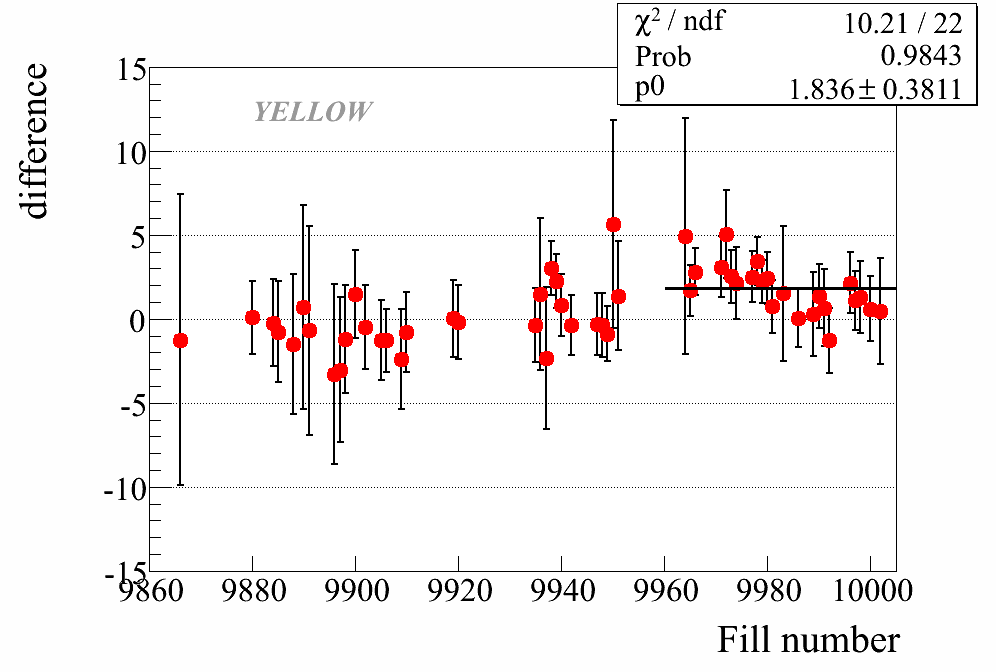 χ² / ndf 10.21 / 22
Prob 0.9843
p0 1.836 ± 0.3811
difference
YELLOW
15
10
5
0
-5
-10
-15
9860 9880 9900 9920 9940 9960 9980 10000
Fill number